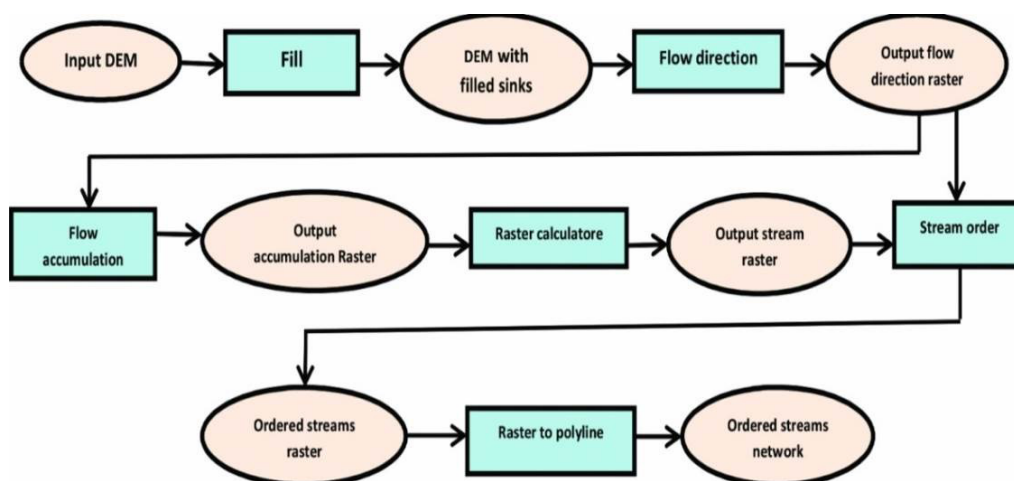 Input DEM
Fill
DEM with
filled sinks
Flow direction
Output flow
direction raster
Flow
accumulation
Output
accumulation Raster
Raster calculatore
Output stream
raster
Stream order
Ordered streams
raster
Raster to polyline
Ordered streams
network